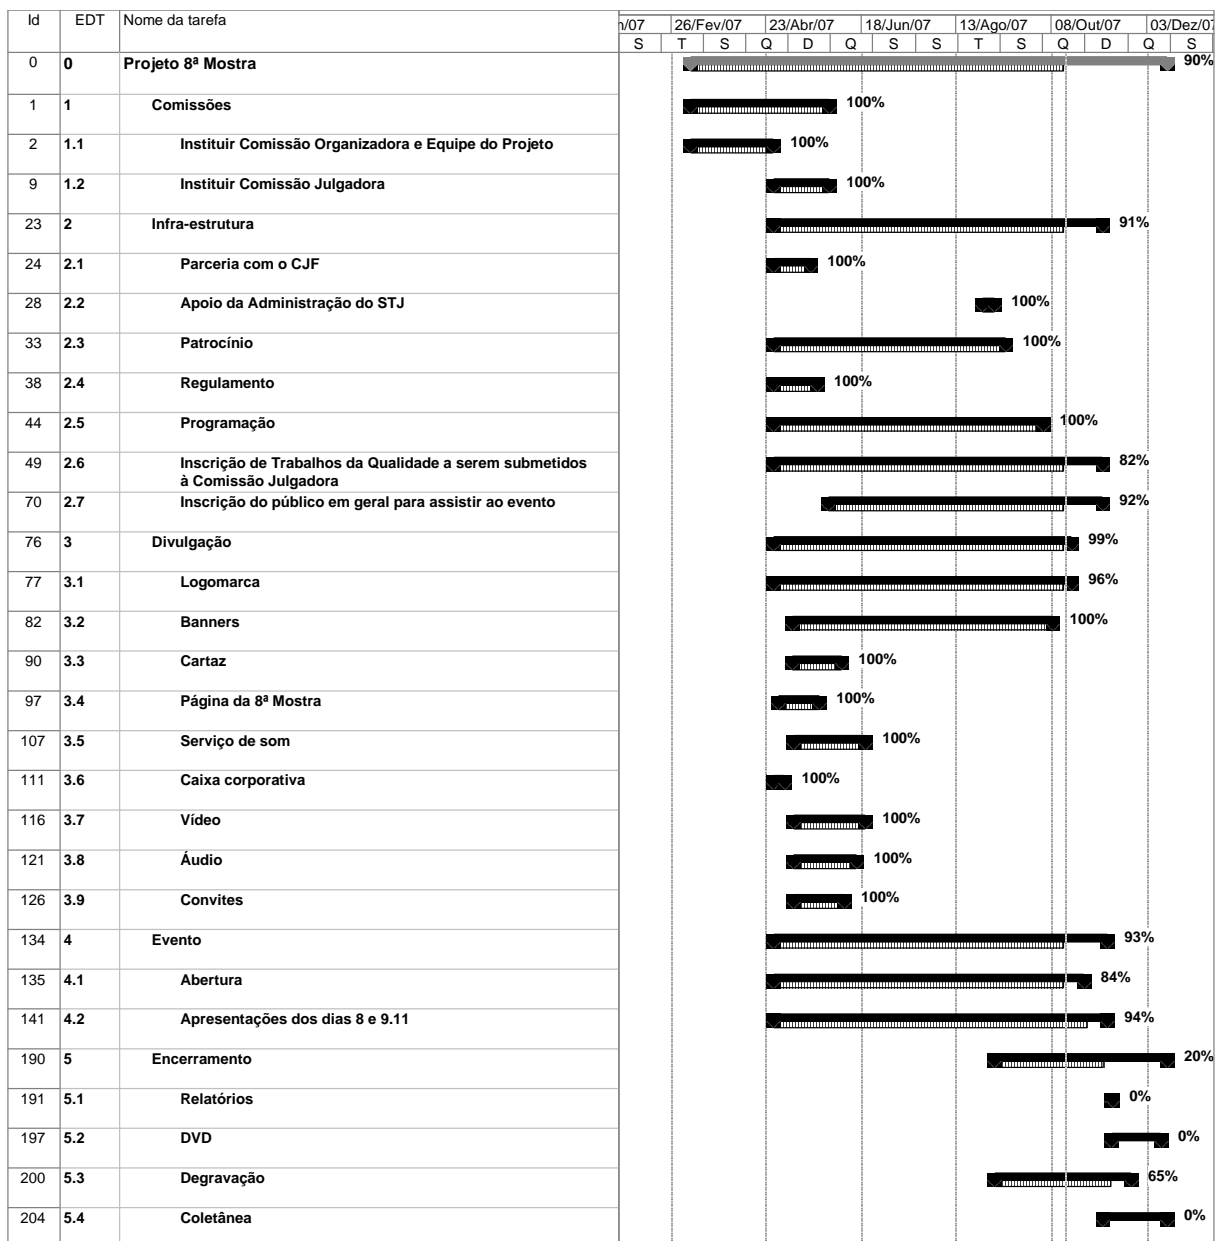 Id EDT Nome da tarefa n/07 26/Fev/07 23/Abr/07 18/Jun/07 13/Ago/07 08/Out/07 03/Dez/07
S T S Q D Q S S T S Q D Q S
0 0 Projeto 8ª Mostra 90%
1 1 Comissões 100%
2 1.1 Instituir Comissão Organizadora e Equipe do Projeto 100%
9 1.2 Instituir Comissão Julgadora 100%
23 2 Infra-estrutura 91%
24 2.1 Parceria com o CJF 100%
28 2.2 Apoio da Administração do STJ 100%
33 2.3 Patrocínio 100%
38 2.4 Regulamento 100%
44 2.5 Programação 100%
49 2.6 Inscrição de Trabalhos da Qualidade a serem submetidos 82%
à Comissão Julgadora
70 2.7 Inscrição do público em geral para assistir ao evento 92%
76 3 Divulgação 99%
77 3.1 Logomarca 96%
82 3.2 Banners 100%
90 3.3 Cartaz 100%
97 3.4 Página da 8ª Mostra 100%
107 3.5 Serviço de som 100%
111 3.6 Caixa corporativa 100%
116 3.7 Vídeo 100%
121 3.8 Áudio 100%
126 3.9 Convites 100%
134 4 Evento 93%
135 4.1 Abertura 84%
141 4.2 Apresentações dos dias 8 e 9.11 94%
190 5 Encerramento 20%
191 5.1 Relatórios 0%
197 5.2 DVD 0%
200 5.3 Degravação 65%
204 5.4 Coletânea 0%